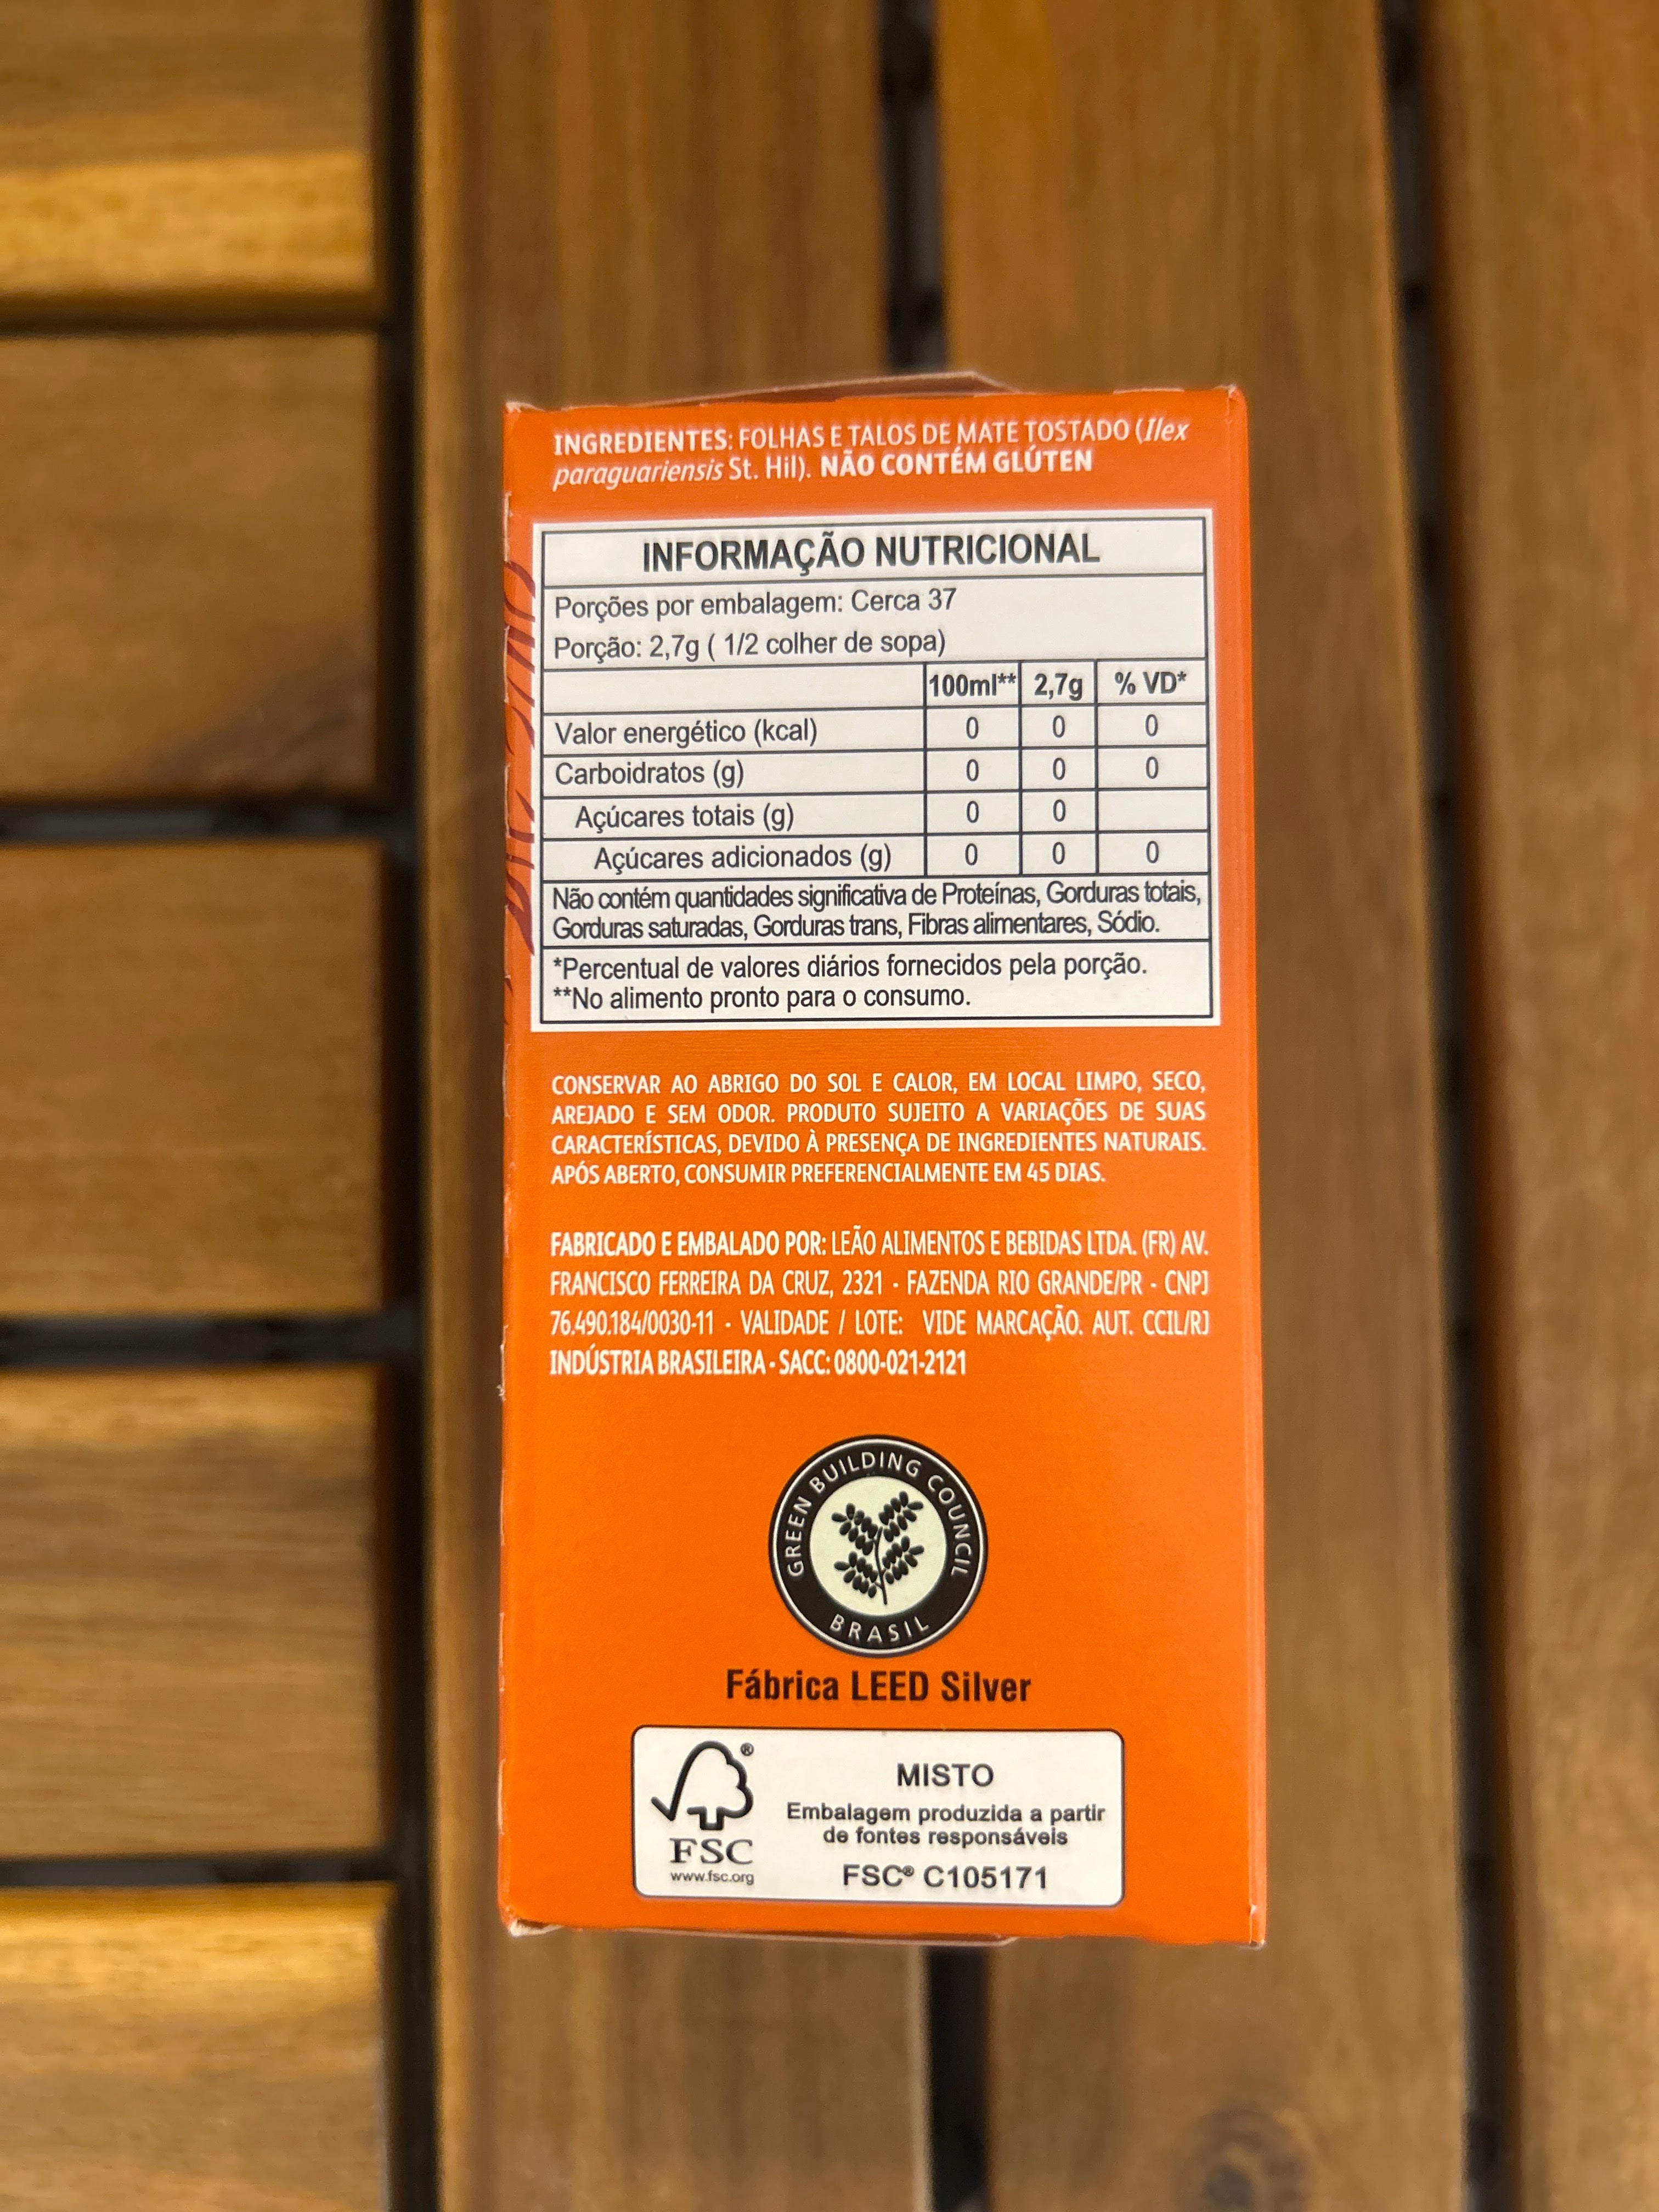 INGREDIENTES: FOLHAS E TALOS DE MATE TOSTADO (Ilex
paraguariensis St. Hil). NÃO CONTÉM GLÚTEN
INFORMAÇÃO NUTRICIONAL
Porções por embalagem: Cerca 37
Porção: 2,7g ( 1/2 colher de sopa)
100ml** 2,7g % VD*
Valor energético (kcal) 0 0 0
Carboidratos (g) 0 0 0
Açúcares totais (g) 0 0
Açúcares adicionados (g) 0 0 0
Não contém quantidades significativa de Proteínas, Gorduras totais,
Gorduras saturadas, Gorduras trans, Fibras alimentares, Sódio.
*Percentual de valores diários fornecidos pela porção.
**No alimento pronto para o consumo.
CONSERVAR AO ABRIGO DO SOL E CALOR, EM LOCAL LIMPO, SECO,
AREJADO E SEM ODOR. PRODUTO SUJEITO A VARIAÇÕES DE SUAS
CARACTERÍSTICAS, DEVIDO À PRESENÇA DE INGREDIENTES NATURAIS.
APÓS ABERTO, CONSUMIR PREFERENCIALMENTE EM 45 DIAS.
FABRICADO E EMBALADO POR: LEÃO ALIMENTOS E BEBIDAS LTDA. (FR) AV.
FRANCISCO FERREIRA DA CRUZ, 2321 - FAZENDA RIO GRANDE/PR - CNPJ
76.490.184/0030-11 - VALIDADE / LOTE: VIDE MARCAÇÃO. AUT. CCIL/RJ
INDÚSTRIA BRASILEIRA - SACC: 0800-021-2121
GREEN BUILDING COUNCIL
BRASIL
Fábrica LEED Silver
®
FSC
www.fsc.org
MISTO
Embalagem produzida a partir
de fontes responsáveis
FSC® C105171